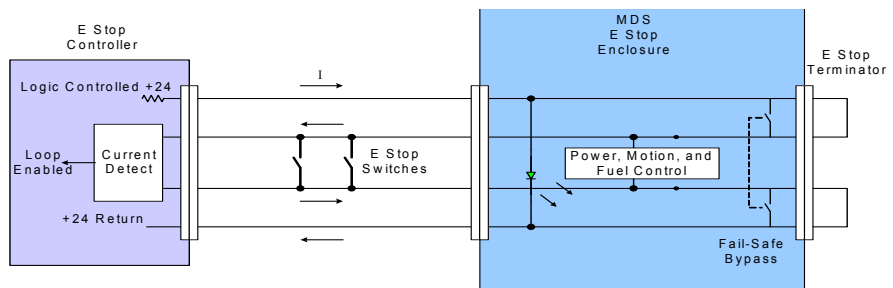 E Stop
Controller
Logic Controlled +24
Current
Detect
Loop
Enabled
+24 Return
I
E Stop
Switches
MDS
E Stop
Enclosure
Power, Motion, and
Fuel Control
Fail-Safe
Bypass
E Stop
Terminator